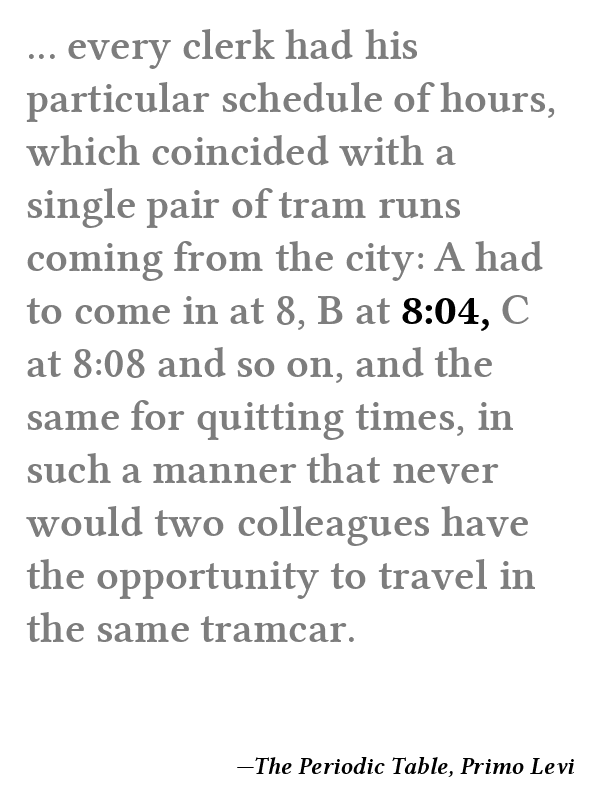 ... every clerk had his
particular schedule of hours,
which coincided with a
single pair of tram runs
coming from the city: A had
to come in at 8, B at 8:04, C
at 8:08 and so on, and the
same for quitting times, in
such a manner that never
would two colleagues have
the opportunity to travel in
the same tramcar.
—The Periodic Table, Primo Levi